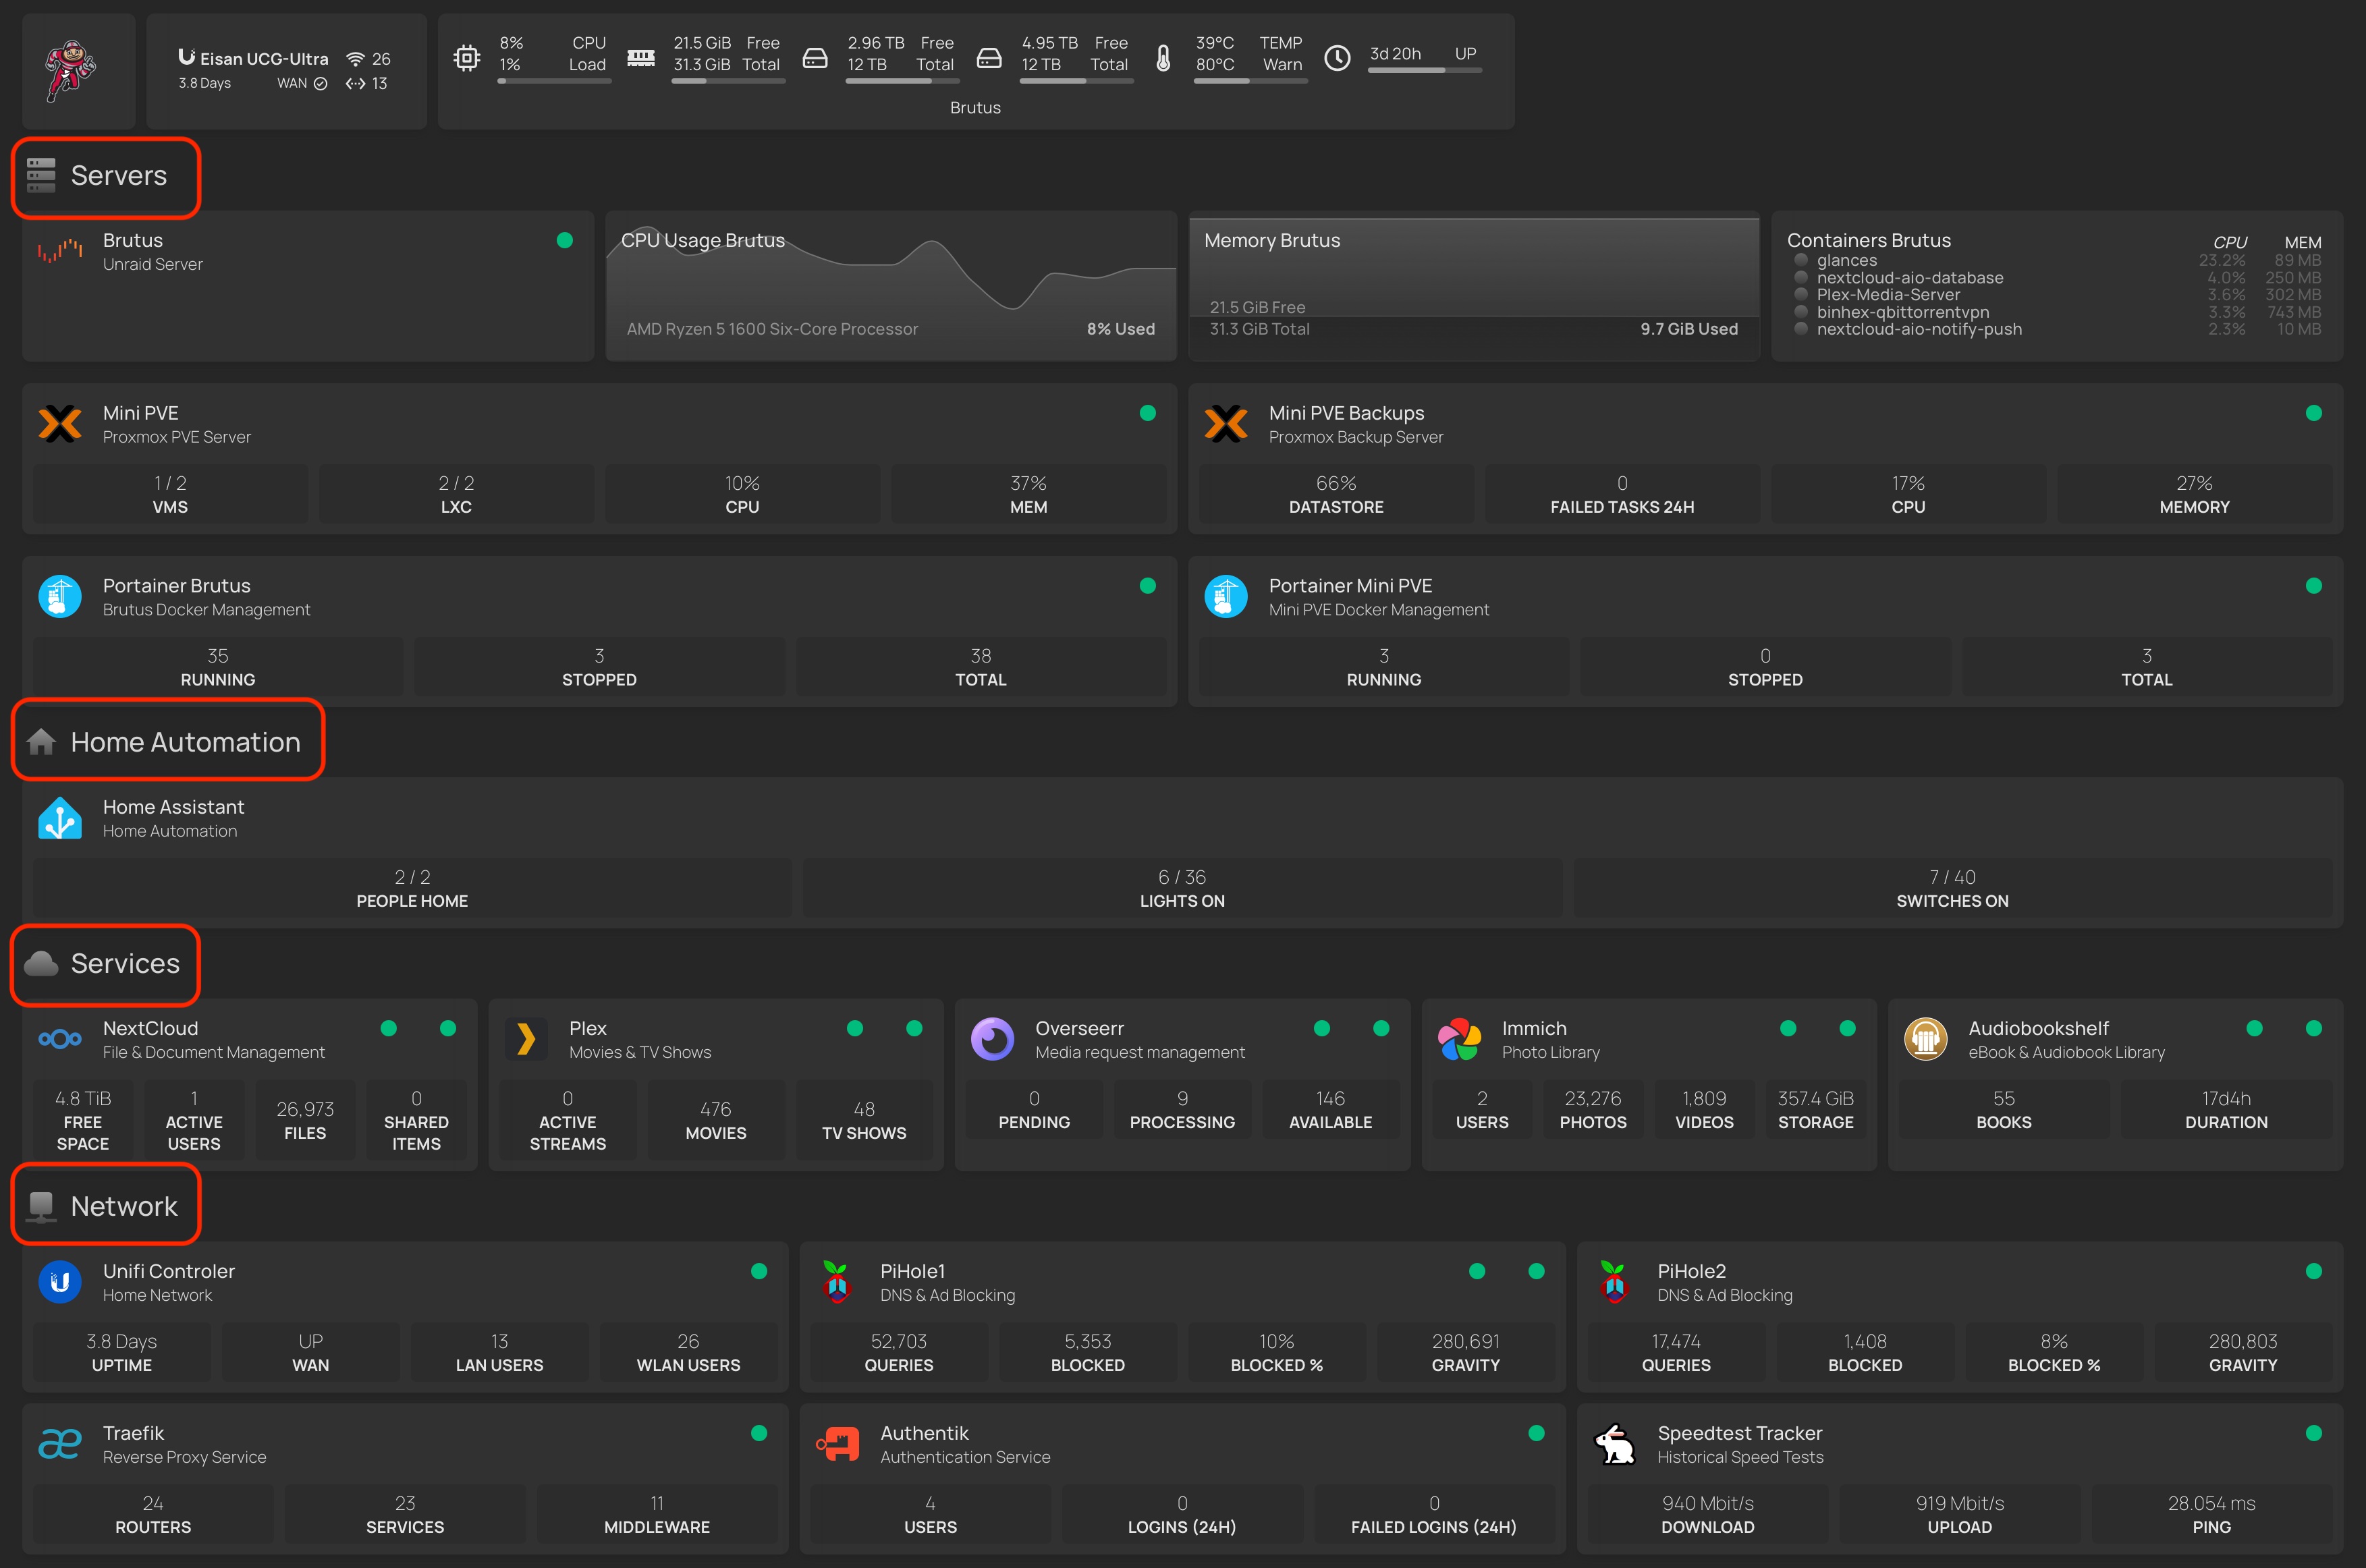 Eisan UCG-Ultra 26
3.8 Days WAN 13
8% CPU
1% Load
21.5 GiB Free
31.3 GiB Total
2.96 TB Free
12 TB Total
4.95 TB Free
12 TB Total
39°C TEMP
80°C Warn
3d 20h UP
Brutus
Servers
Brutus
Unraid Server
CPU Usage Brutus
AMD Ryzen 5 1600 Six-Core Processor 8% Used
Memory Brutus
21.5 GiB Free
31.3 GiB Total 9.7 GiB Used
Containers Brutus CPU MEM
glances 23.2% 89 MB
nextcloud-aio-database 4.0% 250 MB
Plex-Media-Server 3.6% 302 MB
binhex-qbittorrentvpn 3.3% 743 MB
nextcloud-aio-notify-push 2.3% 10 MB
Mini PVE
Proxmox PVE Server
1 / 2
VMS
2 / 2
LXC
10%
CPU
37%
MEM
Mini PVE Backups
Proxmox Backup Server
66%
DATASTORE
0
FAILED TASKS 24H
17%
CPU
27%
MEMORY
Portainer Brutus
Brutus Docker Management
35
RUNNING
3
STOPPED
38
TOTAL
Portainer Mini PVE
Mini PVE Docker Management
3
RUNNING
0
STOPPED
3
TOTAL
Home Automation
Home Assistant
Home Automation
2 / 2
PEOPLE HOME
6 / 36
LIGHTS ON
7 / 40
SWITCHES ON
Services
NextCloud
File & Document Management
4.8 TiB
FREE
SPACE
1
ACTIVE
USERS
26,973
FILES
0
SHARED
ITEMS
Plex
Movies & TV Shows
0
ACTIVE
STREAMS
476
MOVIES
48
TV SHOWS
Overseerr
Media request management
0
PENDING
9
PROCESSING
146
AVAILABLE
Immich
Photo Library
2
USERS
23,276
PHOTOS
1,809
VIDEOS
357.4 GiB
STORAGE
Audiobookshelf
eBook & Audiobook Library
55
BOOKS
17d4h
DURATION
Network
Unifi Controler
Home Network
3.8 Days
UPTIME
UP
WAN
13
LAN USERS
26
WLAN USERS
PiHole1
DNS & Ad Blocking
52,703
QUERIES
5,353
BLOCKED
10%
BLOCKED %
280,691
GRAVITY
PiHole2
DNS & Ad Blocking
17,474
QUERIES
1,408
BLOCKED
8%
BLOCKED %
280,803
GRAVITY
Traefik
Reverse Proxy Service
24
ROUTERS
23
SERVICES
11
MIDDLEWARE
Authentik
Authentication Service
4
USERS
0
LOGINS (24H)
0
FAILED LOGINS (24H)
Speedtest Tracker
Historical Speed Tests
940 Mbit/s
DOWNLOAD
919 Mbit/s
UPLOAD
28.054 ms
PING